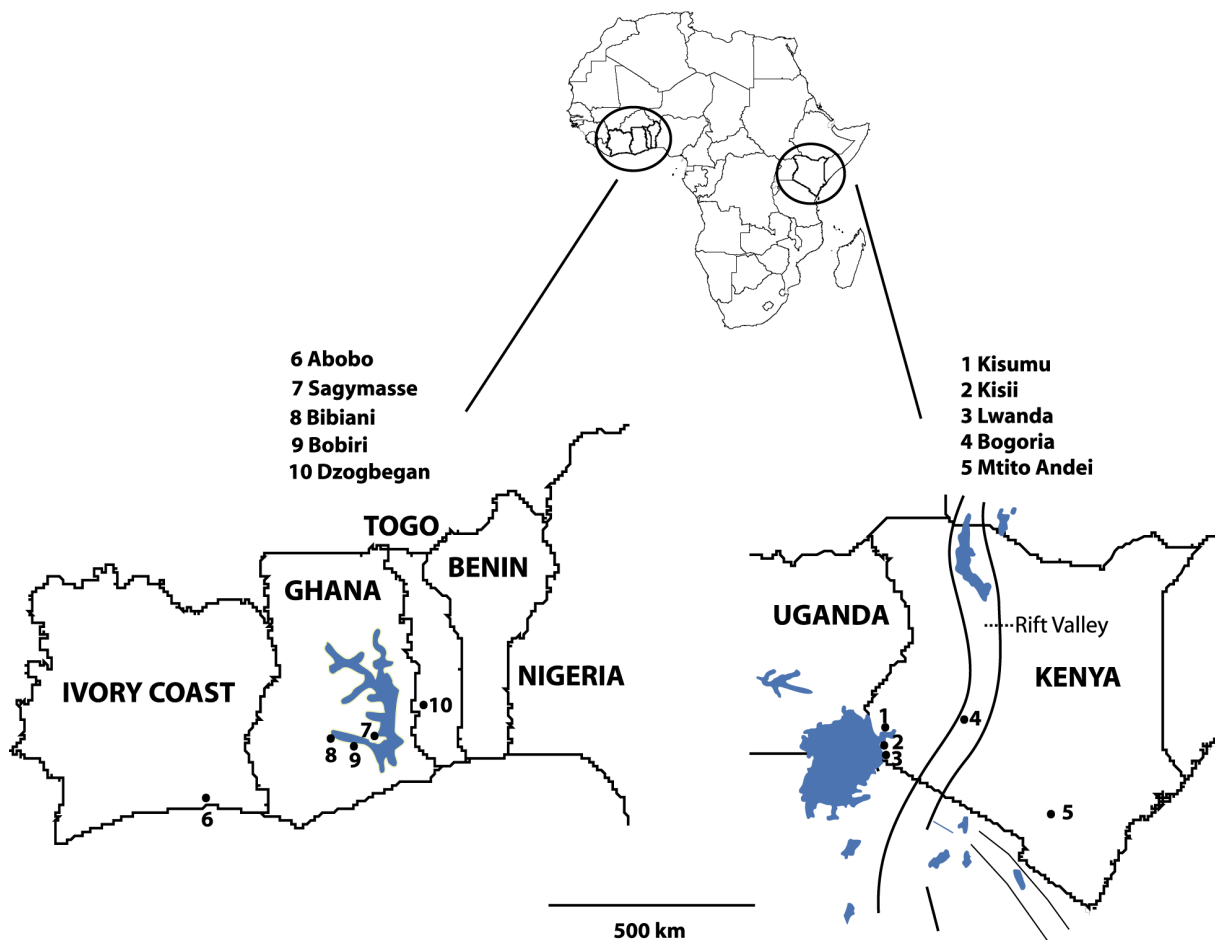 6 Abobo
7 Sagymasse
8 Bibiani
9 Bobiri
10 Dzogbegan
1 Kisumu
2 Kisii
3 Lwanda
4 Bogoria
5 Mtito Andei
TOGO
BENIN
GHANA
IVORY COAST
NIGERIA
10
7
8
9
6
UGANDA
Rift Valley
KENYA
1
4
2
3
5
500 km